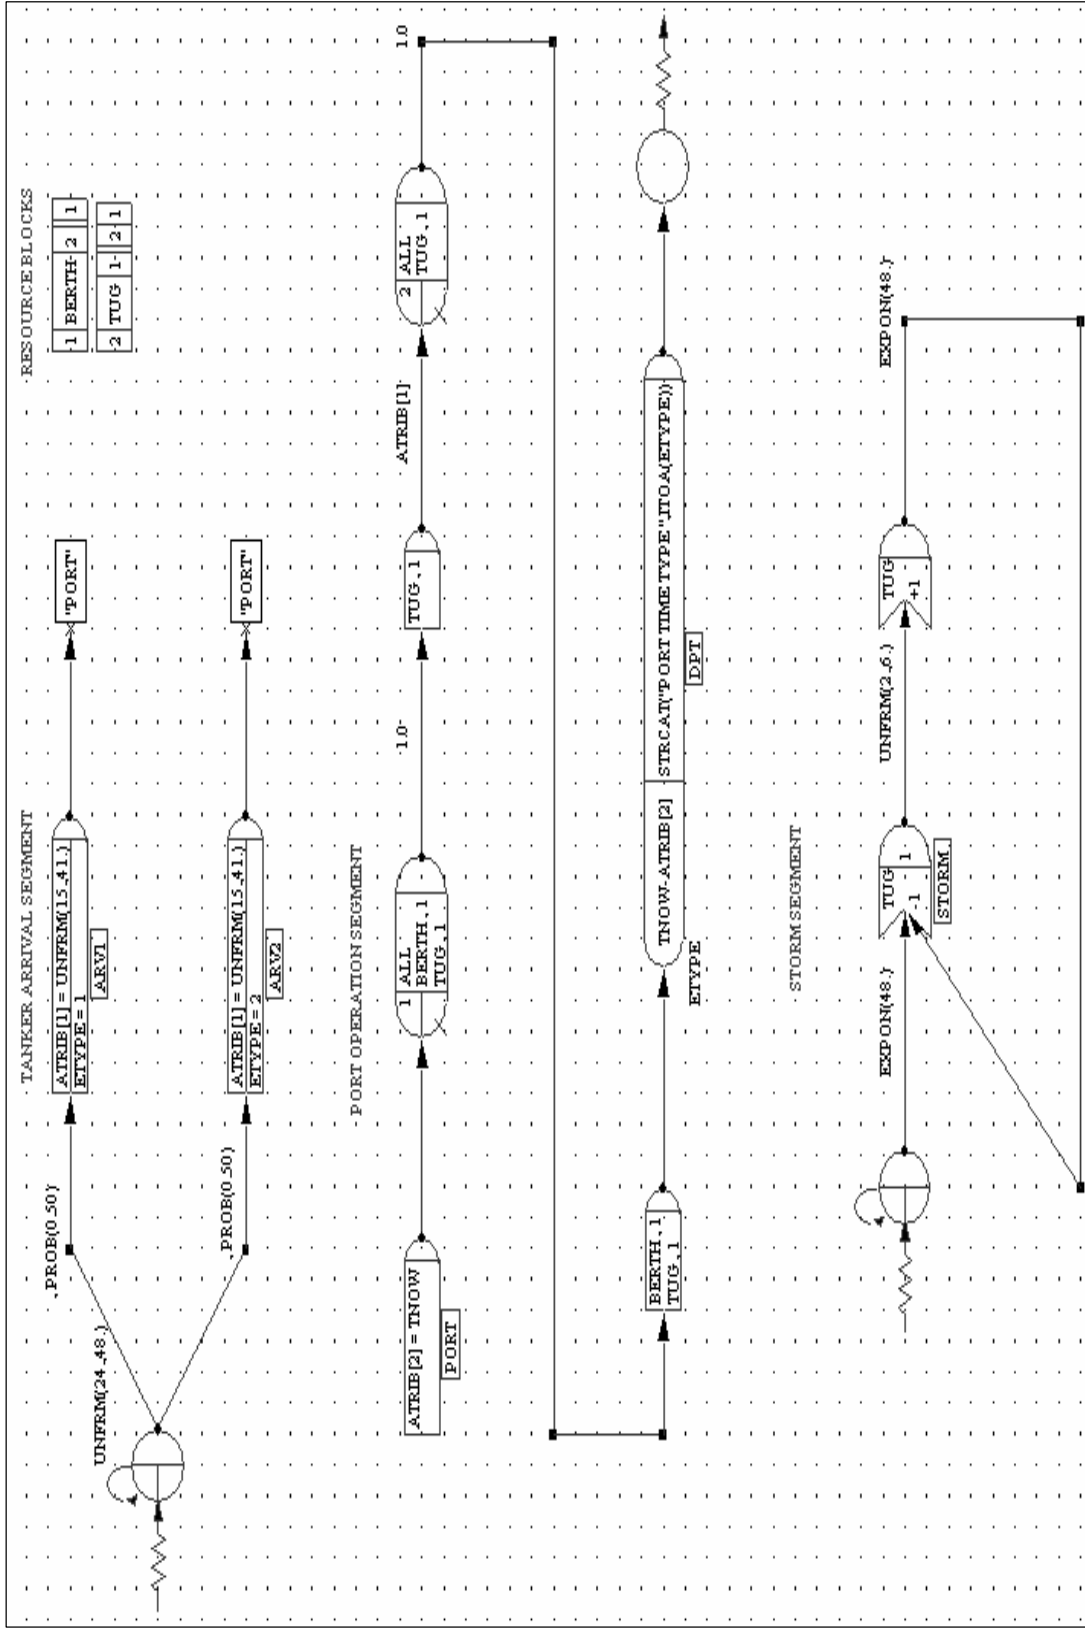 TANKER ARRIVAL SEGMENT
RESOURCE BLOCKS
UNFRM(24.,48.)
,PROB(0.50)
ATRIB[1] = UNFRM(15.,41.)
ETYPE = 1
ARV1
"PORT"
1 BERTH 2 1
2 TUG 1 2 1
,PROB(0.50)
ATRIB[1] = UNFRM(15.,41.)
ETYPE = 2
ARV2
"PORT"
PORT OPERATION SEGMENT
ATRIB[2] = TNOW
PORT
1 ALL
BERTH , 1
TUG , 1
1.0
TUG , 1
ATRIB[1]
2 ALL
TUG , 1
1.0
BERTH , 1
TUG , 1
ETYPE
TNOW-ATRIB[2] STRCAT("PORT TIME TYPE ",ITOA(ETYPE))
DPT
STORM SEGMENT
EXPON(48.)
TUG 1
-1
STORM
UNFRM(2.,6.)
TUG
+1
EXPON(48.)